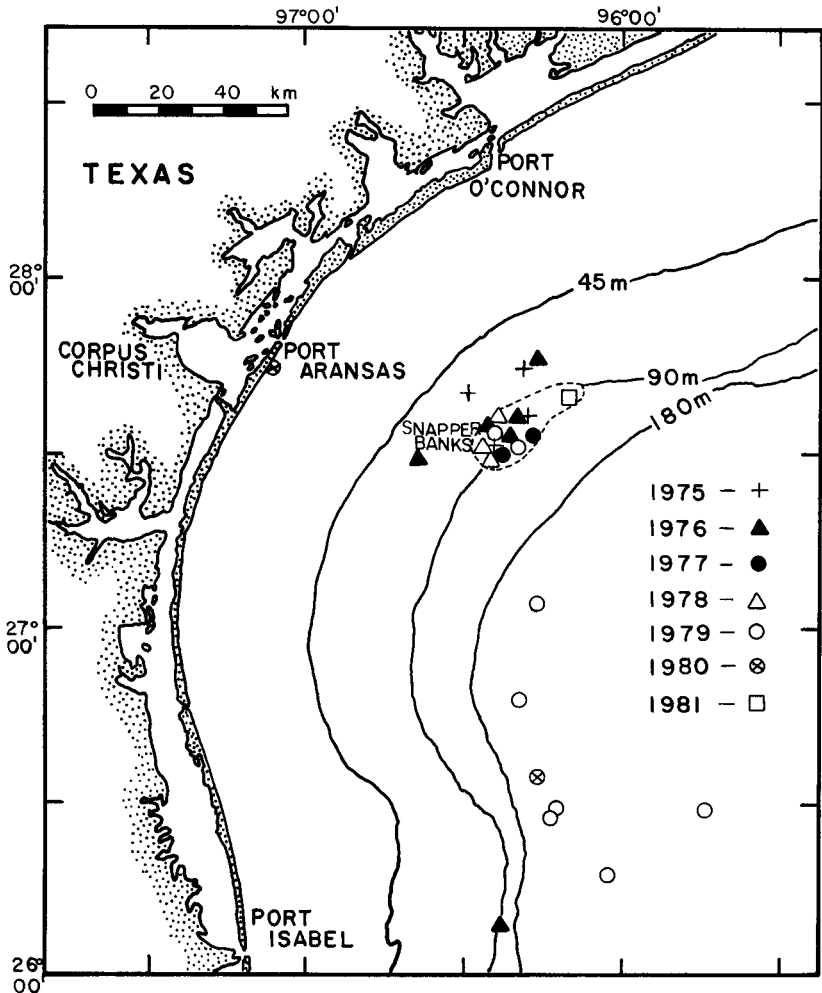 97°00' 96°00'
0 20 40 km
TEXAS
PORT
O'CONNOR
28°
00'
45m
CORPUS
CHRISTI
PORT
ARANSAS
90m
180m
SNAPPER
BANKS
1975 – +
1976 – ▲
1977 – ●
1978 – △
1979 – ○
1980 – ⊗
1981 – □
27°
00'
PORT
ISABEL
26°
00'